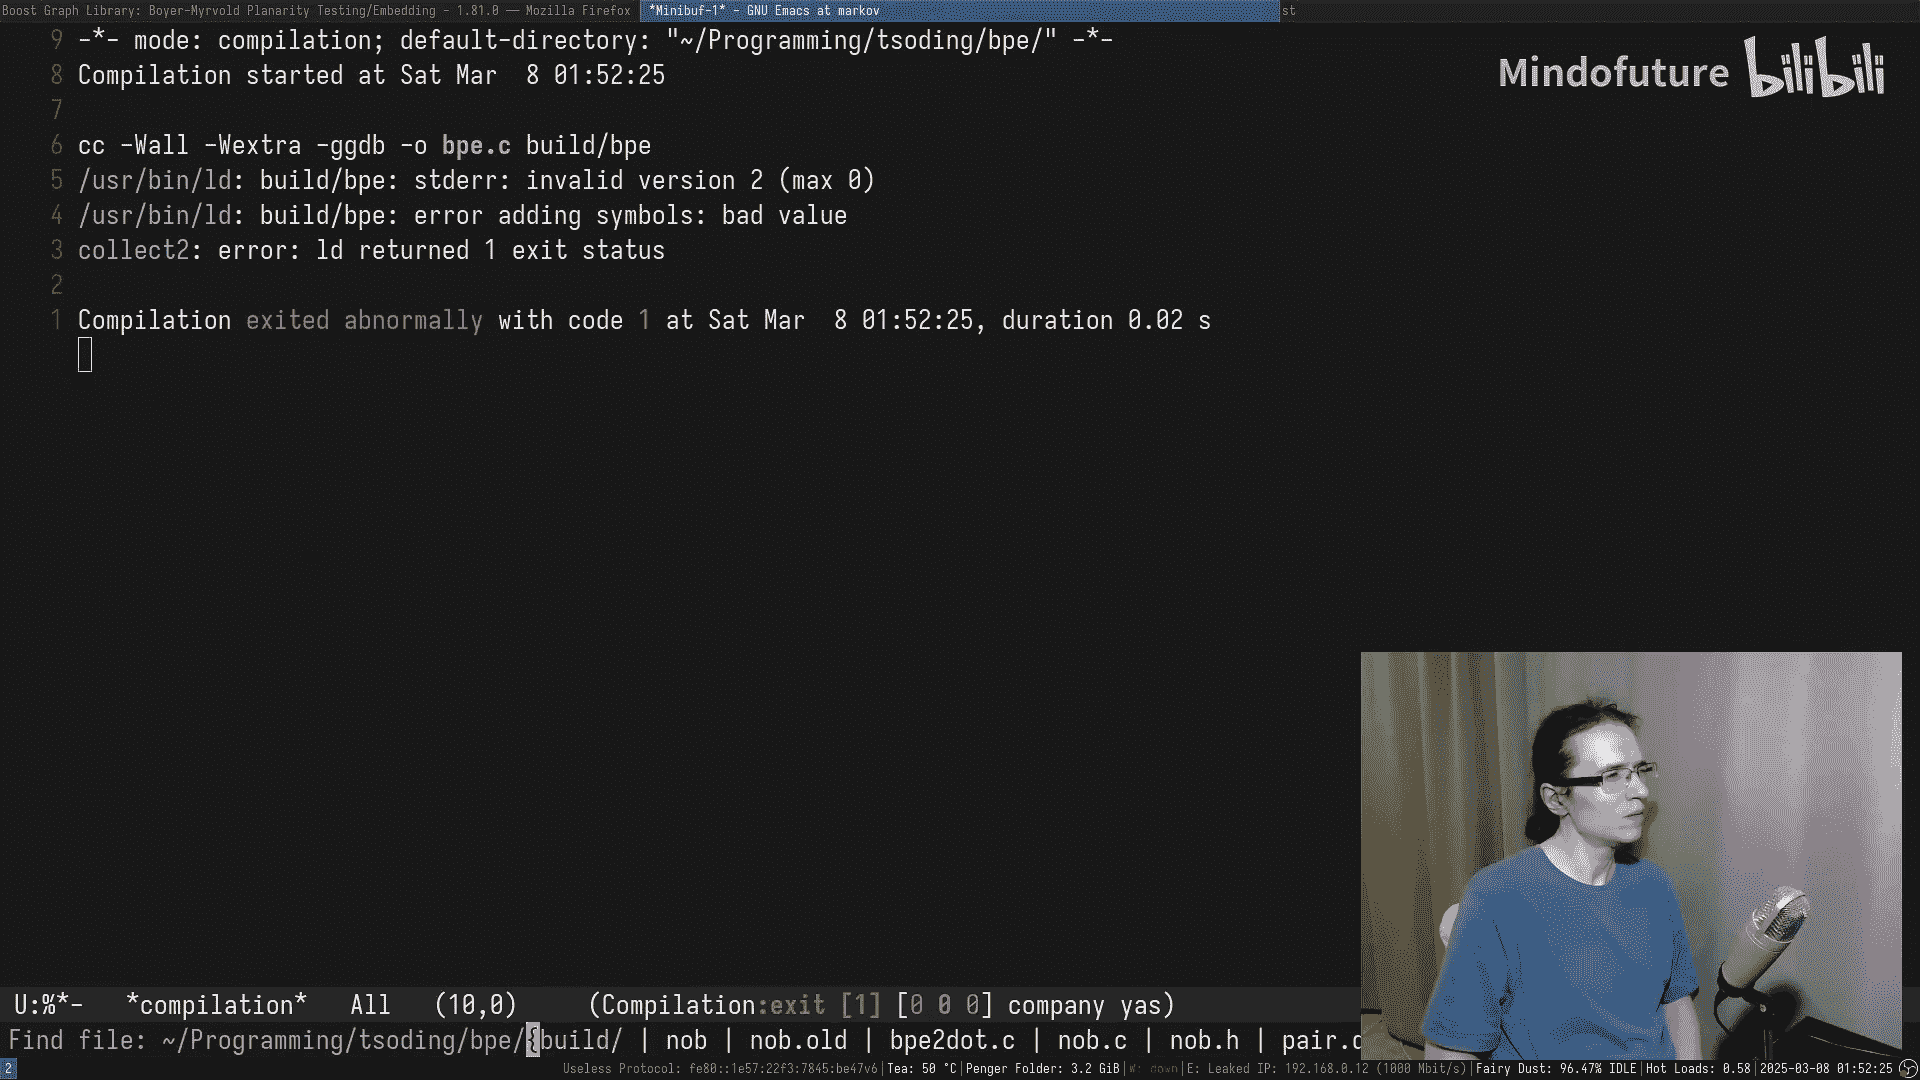 Boost Graph Library: Boyer-Myrvold Planarity Testing/Embedding - 1.81.0 — Mozilla Firefox
*Minibuf-1* - GNU Emacs at markov
st
9 -*- mode: compilation; default-directory: "~/Programming/tsoding/bpe/" -*-
8 Compilation started at Sat Mar  8 01:52:25
7
6 cc -Wall -Wextra -ggdb -o bpe.c build/bpe
5 /usr/bin/ld: build/bpe: stderr: invalid version 2 (max 0)
4 /usr/bin/ld: build/bpe: error adding symbols: bad value
3 collect2: error: ld returned 1 exit status
2
1 Compilation exited abnormally with code 1 at Sat Mar  8 01:52:25, duration 0.02 s
Mindofuture bilibili
U:%*-   *compilation*   All   (10,0)     (Compilation:exit [1] [0 0 0] company yas)
Find file: ~/Programming/tsoding/bpe/{build/ | nob | nob.old | bpe2dot.c | nob.c | nob.h | pair.
2
Useless Protocol: fe80::1e57:22f3:7845:be47v6|Tea: 50 °C|Penger Folder: 3.2 GiB|W: down|E: Leaked IP: 192.168.0.12 (1000 Mbit/s)|Fairy Dust: 96.47% IDLE|Hot Loads: 0.58|2025-03-08 01:52:25